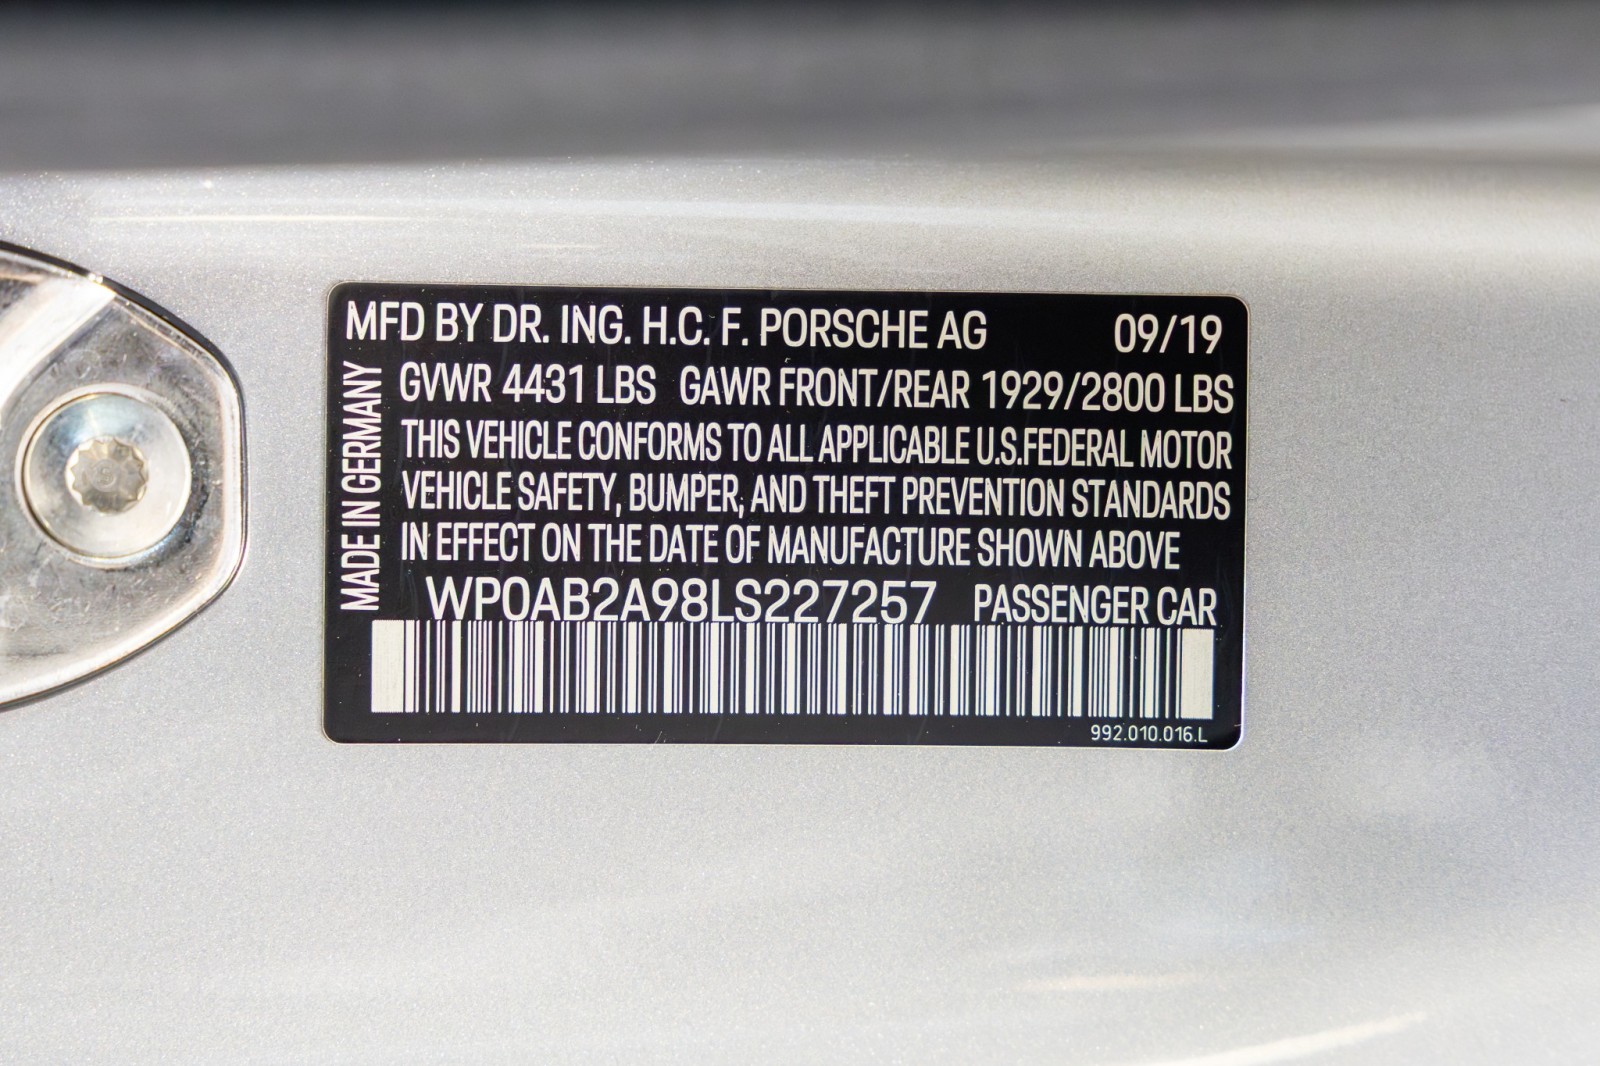 MFD BY DR. ING. H.C. F. PORSCHE AG 09/19
GVWR 4431 LBS GAWR FRONT/REAR 1929/2800 LBS
THIS VEHICLE CONFORMS TO ALL APPLICABLE U.S.FEDERAL MOTOR
VEHICLE SAFETY, BUMPER, AND THEFT PREVENTION STANDARDS
IN EFFECT ON THE DATE OF MANUFACTURE SHOWN ABOVE
WP0AB2A98LS227257 PASSENGER CAR
992.010.016.L
MADE IN GERMANY